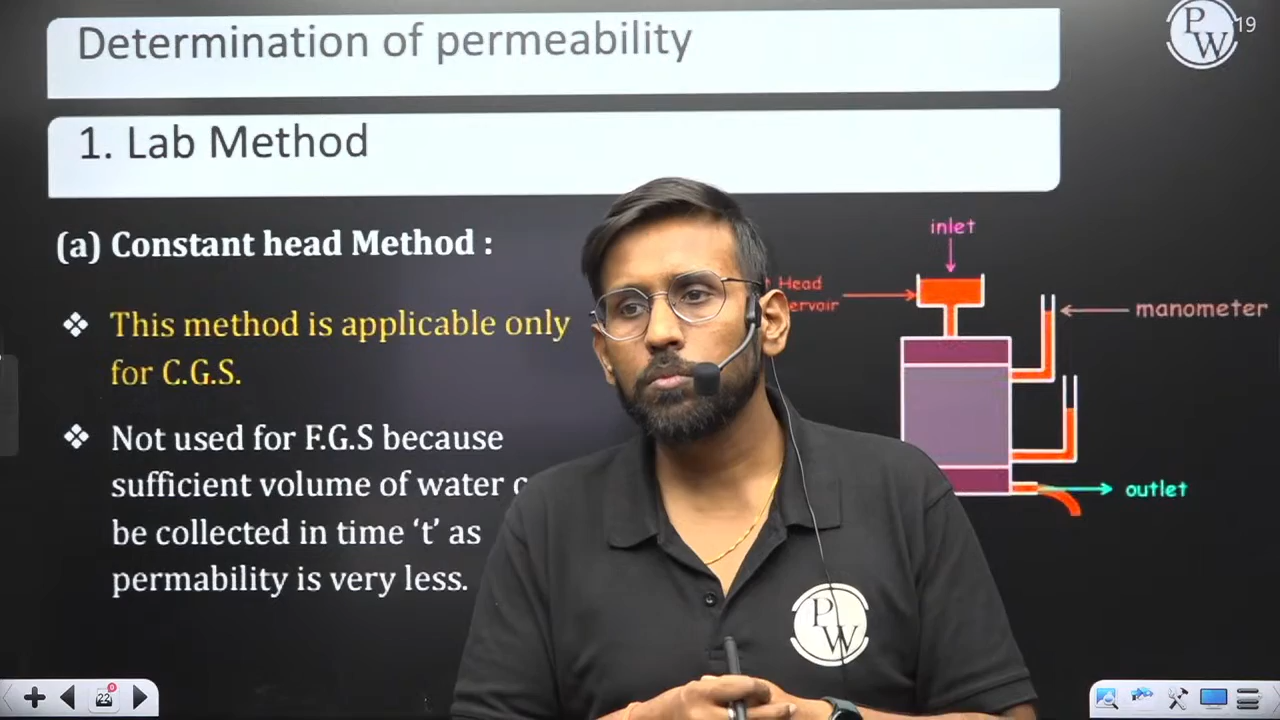 Determination of permeability
PW 19
1. Lab Method
(a) Constant head Method :
inlet
Head
manometer
❖ This method is applicable only
for C.G.S.
❖ Not used for F.G.S because
sufficient volume of water
be collected in time ‘t’ as
permability is very less.
outlet
PW
22